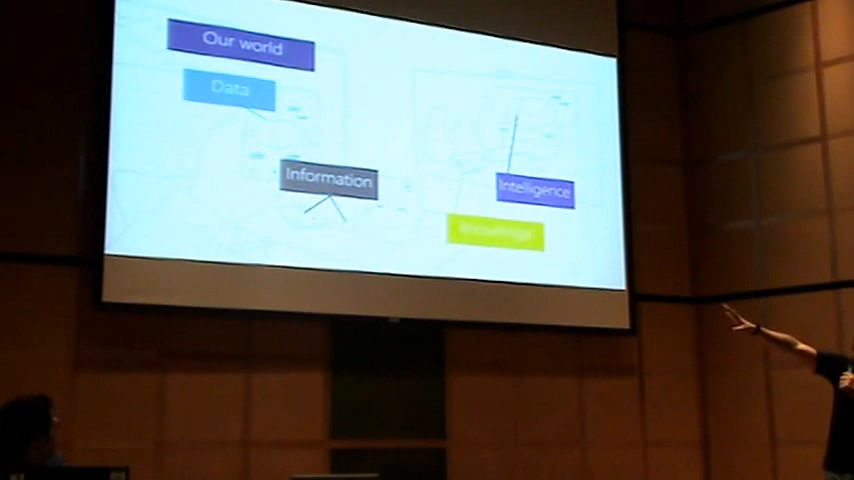 Our world
Data
Information
Intelligence
Knowledge